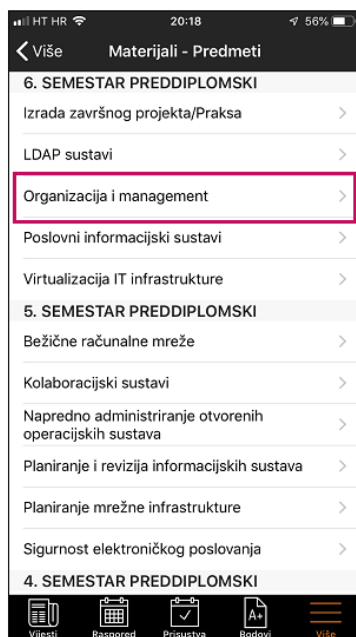 HT HR 20:18 56%
Više Materijali - Predmeti
6. SEMESTAR PREDDIPLOMSKI
Izrada završnog projekta/Praksa
LDAP sustavi
Organizacija i management
Poslovni informacijski sustavi
Virtualizacija IT infrastrukture
5. SEMESTAR PREDDIPLOMSKI
Bežične računalne mreže
Kolaboracijski sustavi
Napredno administriranje otvorenih
operacijskih sustava
Planiranje i revizija informacijskih sustava
Planiranje mrežne infrastrukture
Sigurnost elektroničkog poslovanja
4. SEMESTAR PREDDIPLOMSKI
A+
Vijesti Raspored Prisustva Bodovi Više